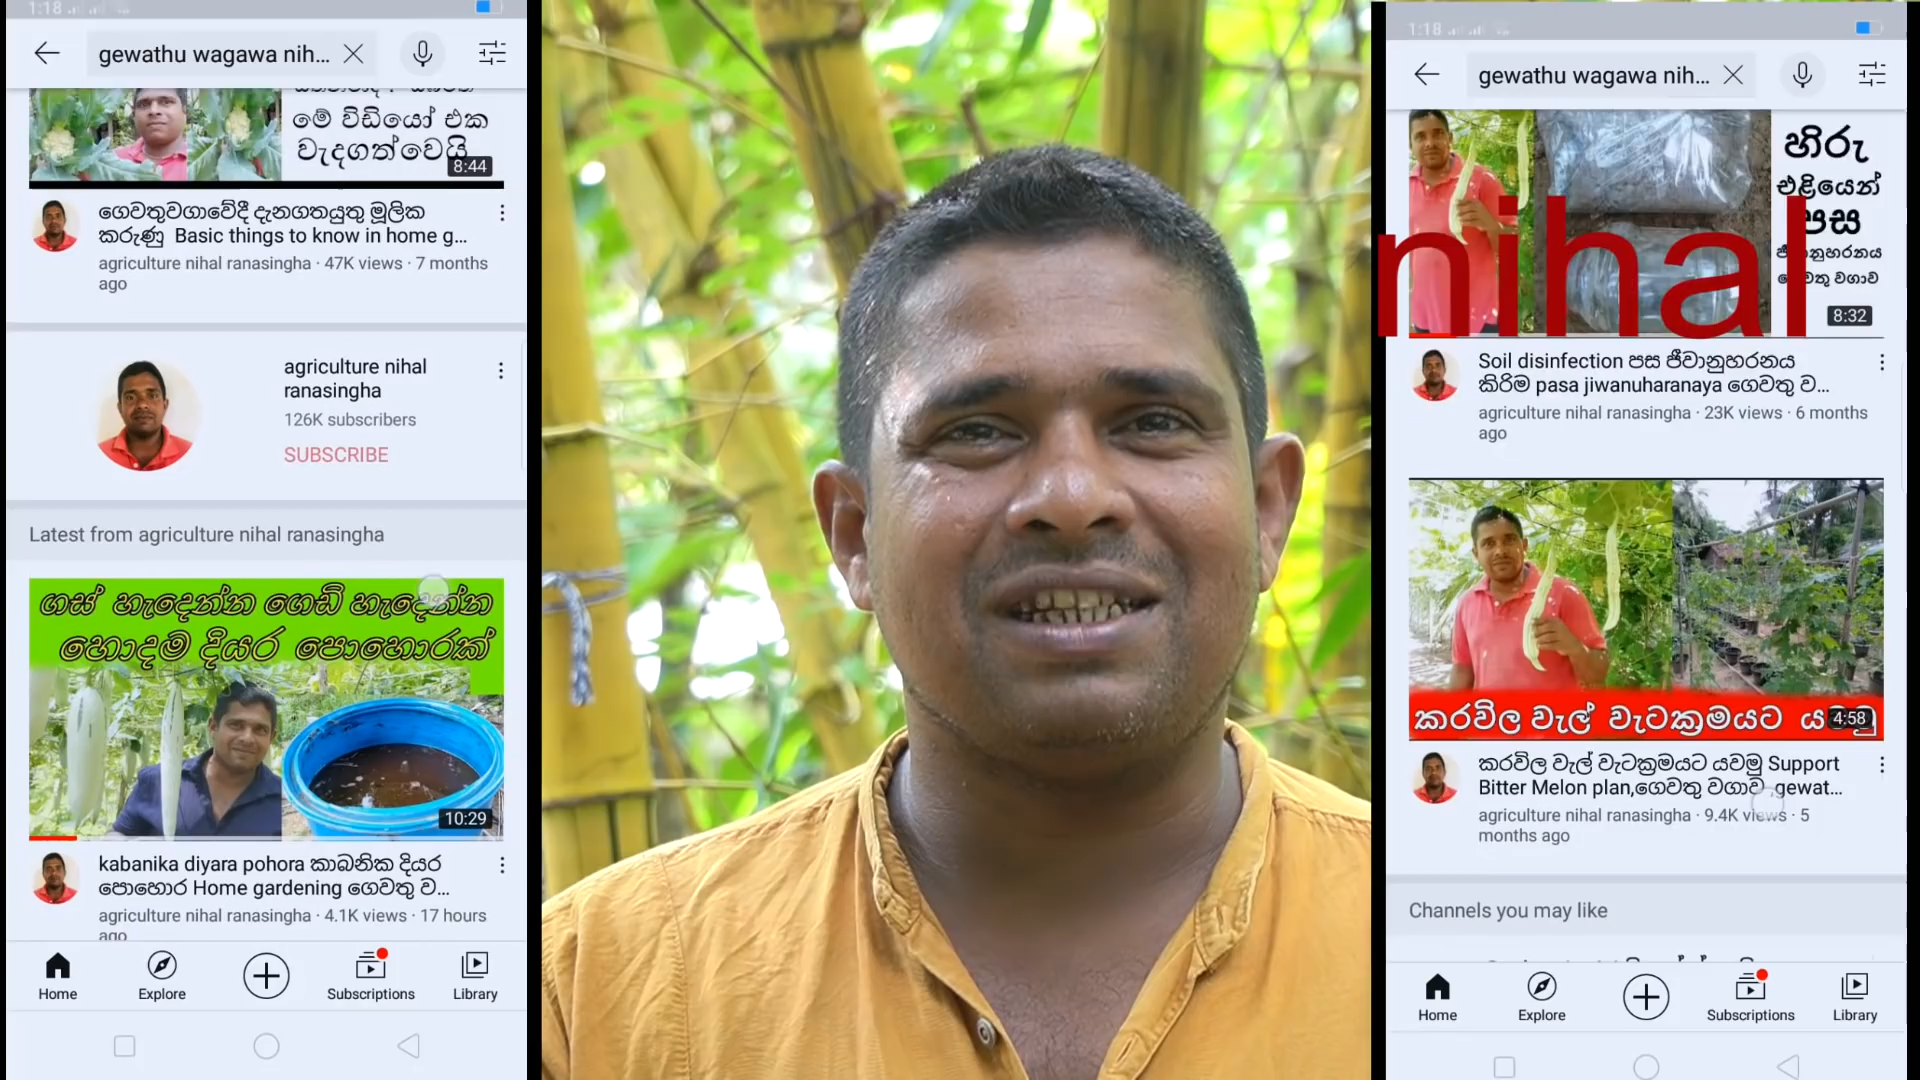 1:18
gewathu wagawa nih...
මේ විඩියෝ එක
වැදගත්වෙයි
8:44
ගෙවතුවගාවේදී දැනගතයුතු මූලික
කරුණු Basic things to know in home g...
agriculture nihal ranasingha · 47K views · 7 months
ago
agriculture nihal
ranasingha
126K subscribers
SUBSCRIBE
Latest from agriculture nihal ranasingha
ගස් හැදෙන්න ගෙඩි හැදෙන්න
හොදම දියර පොහොරක්
10:29
kabanika diyara pohora කාබනික දියර
පොහොර Home gardening ගෙවතු ව...
agriculture nihal ranasingha · 4.1K views · 17 hours
ago
Home
Explore
Subscriptions
Library
1:18
gewathu wagawa nih...
හිරු
එළියෙන්
පස
nihal
වගාව
8:32
Soil disinfection පස ජීවානුහරනය
කිරිම pasa jiwanuharanaya ගෙවතු ව...
agriculture nihal ranasingha · 23K views · 6 months
ago
කරවිල වැල් වැටක්‍රමයට
4:58
කරවිල වැල් වැටක්‍රමයට යවමු Support
Bitter Melon plan,ගෙවතු වගාව ,gewat...
agriculture nihal ranasingha · 9.4K views · 5
months ago
Channels you may like
Home
Explore
Subscriptions
Library